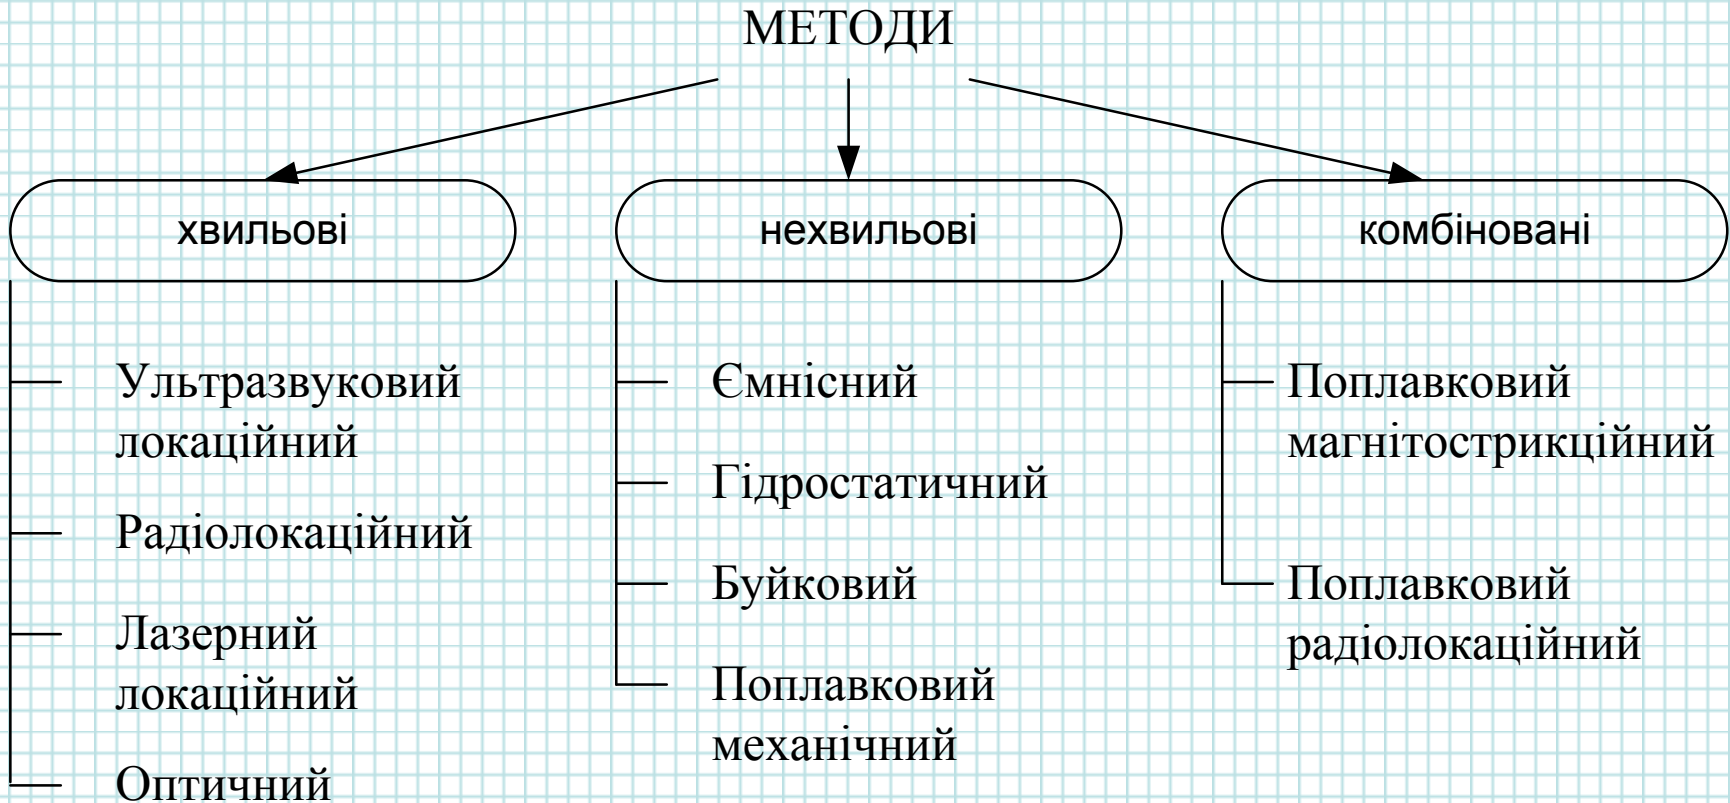 МЕТОДИ
хвильові
Ультразвуковий
локаційний
Радіолокаційний
Лазерний
локаційний
Оптичний
нехвильові
Ємнісний
Гідростатичний
Буйковий
Поплавковий
механічний
комбіновані
Поплавковий
магнітострикційний
Поплавковий
радіолокаційний